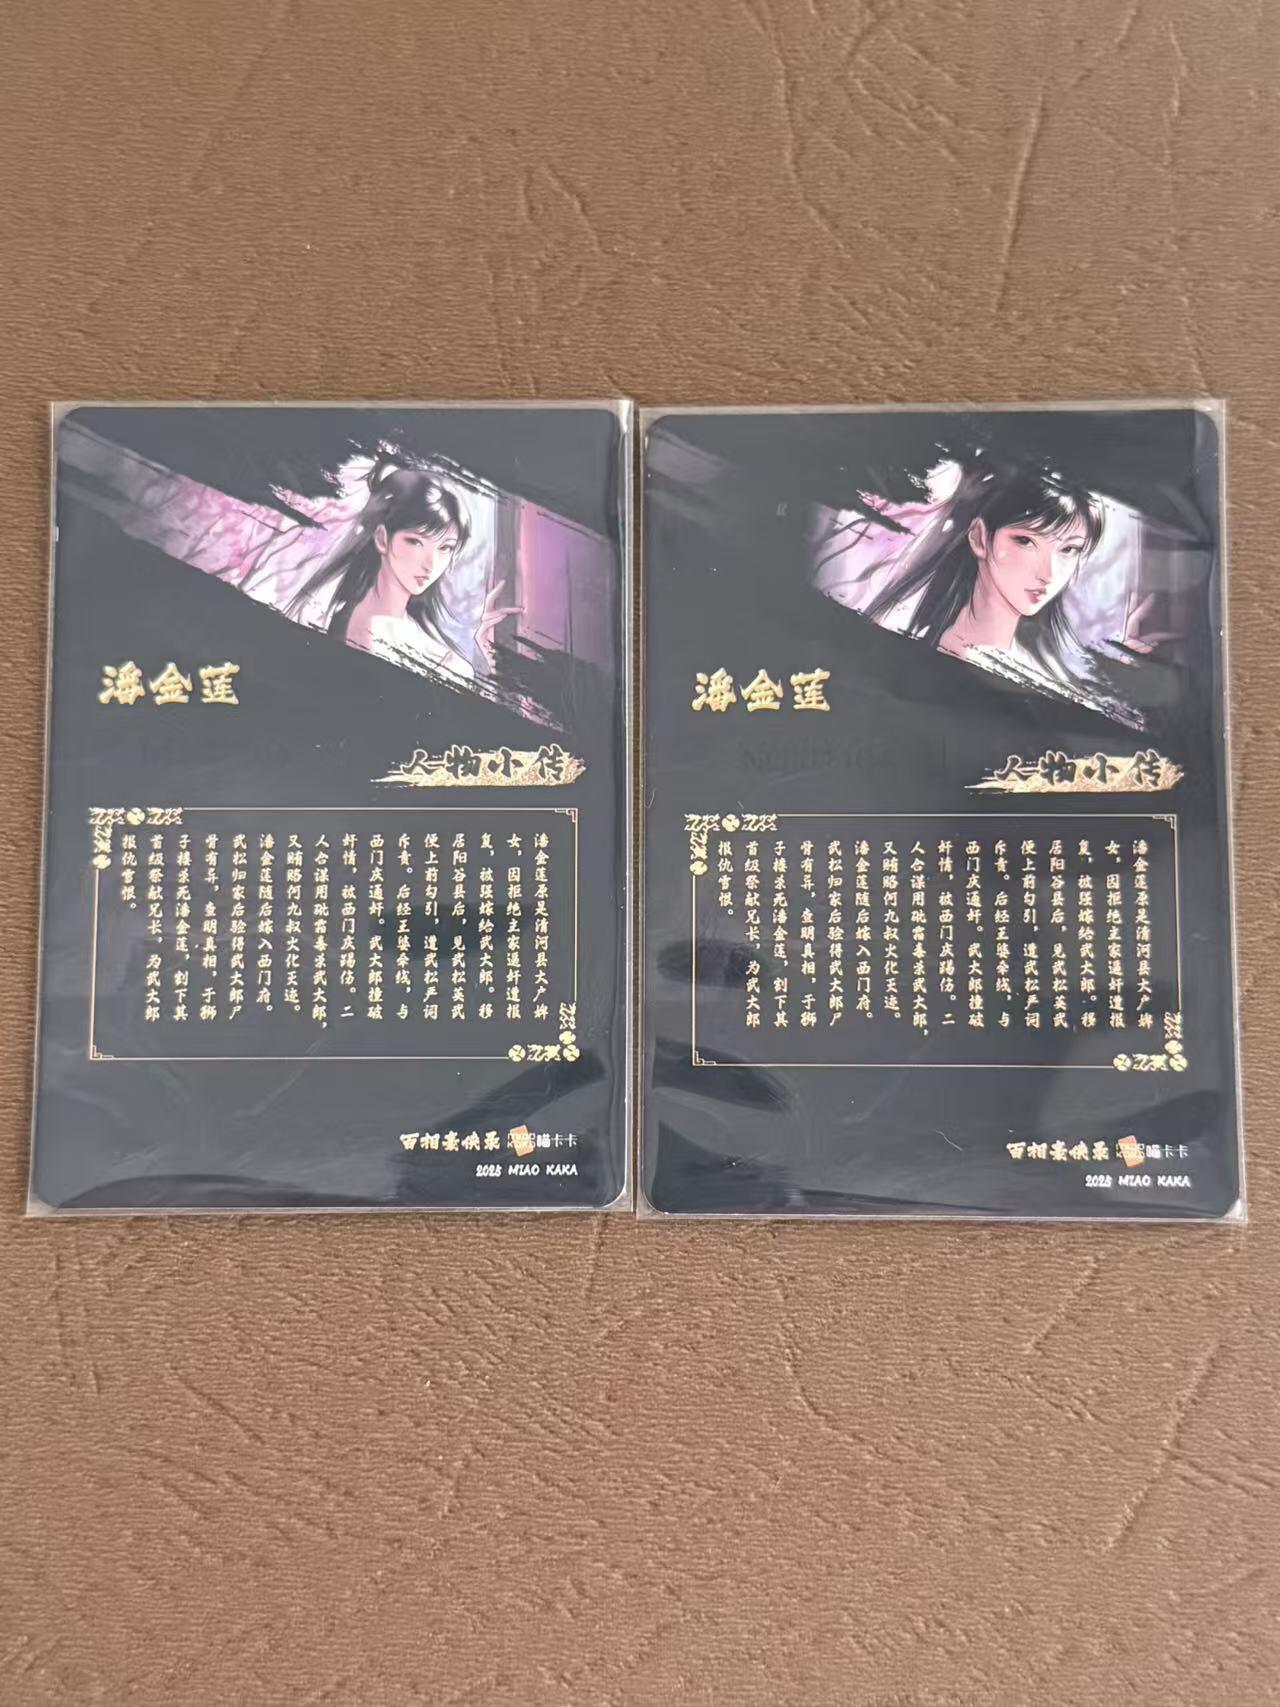 潘金莲
人物小传
潘金莲原是清河县大户婢
女，因拒绝主家逼奸遭报
复，被强嫁给武大郎。移
居阳谷县后，见武松英武
便上前勾引，遭武松严词
斥责。后经王婆牵线，与
西门庆通奸。武大郎撞破
奸情，被西门庆踢伤。二
人合谋用砒霜毒杀武大郎，
又贿赂何九叔火化灭迹。
潘金莲随后嫁入西门府。
武松归家后验得武大郎尸
骨有异，查明真相，于狮
子楼杀死潘金莲，割下其
首级祭献兄长，为武大郎
报仇雪恨。
百相豪侠录 喵卡卡
2025 MIAO KAKA
潘金莲
人物小传
潘金莲原是清河县大户婢
女，因拒绝主家逼奸遭报
复，被强嫁给武大郎。移
居阳谷县后，见武松英武
便上前勾引，遭武松严词
斥责。后经王婆牵线，与
西门庆通奸。武大郎撞破
奸情，被西门庆踢伤。二
人合谋用砒霜毒杀武大郎，
又贿赂何九叔火化灭迹。
潘金莲随后嫁入西门府。
武松归家后验得武大郎尸
骨有异，查明真相，于狮
子楼杀死潘金莲，割下其
首级祭献兄长，为武大郎
报仇雪恨。
百相豪侠录 喵卡卡
2025 MIAO KAKA